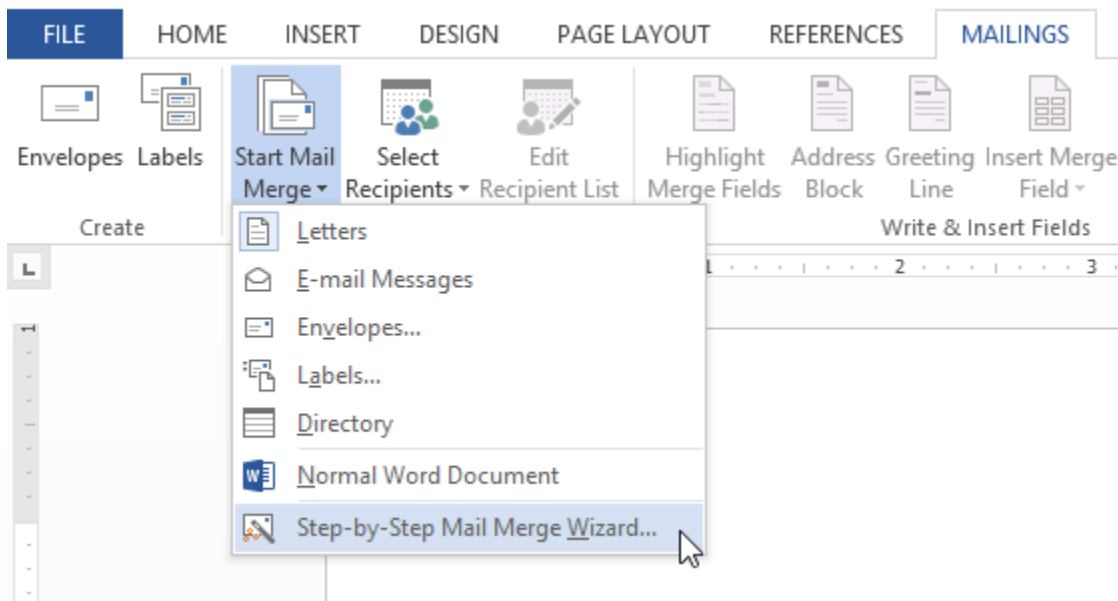 FILE HOME INSERT DESIGN PAGE LAYOUT REFERENCES MAILINGS
Envelopes Labels Start Mail Merge Select Recipients Edit Recipient List Highlight Merge Fields Address Block Greeting Line Insert Merge Field
Create Write & Insert Fields
L 1 2 3
Letters
E-mail Messages
Envelopes...
Labels...
Directory
W Normal Word Document
Step-by-Step Mail Merge Wizard...
1